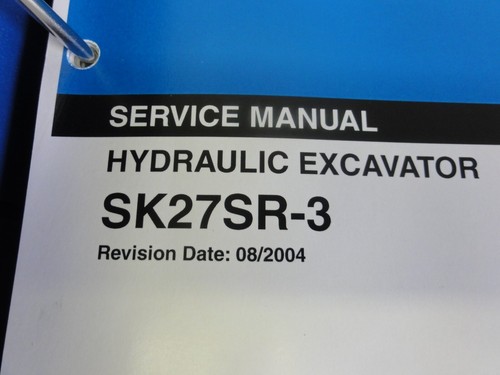 SERVICE MANUAL
HYDRAULIC EXCAVATOR
SK27SR-3
Revision Date: 08/2004